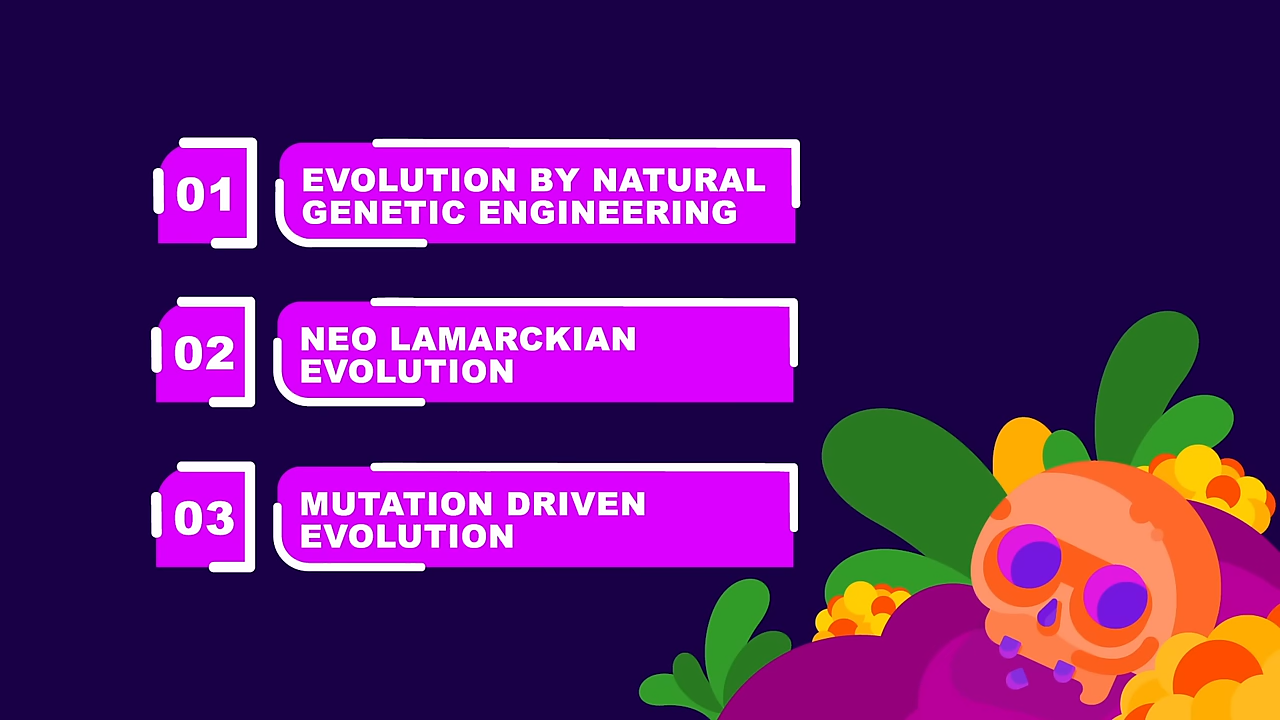 01
EVOLUTION BY NATURAL
GENETIC ENGINEERING
02
NEO LAMARCKIAN
EVOLUTION
03
MUTATION DRIVEN
EVOLUTION